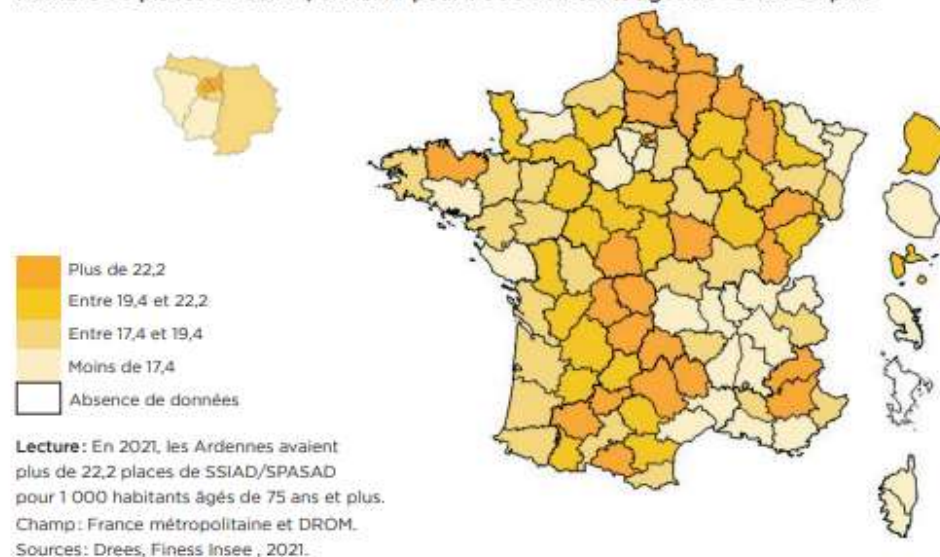 Plus de 22,2
Entre 19,4 et 22,2
Entre 17,4 et 19,4
Moins de 17,4
Absence de données
Lecture : En 2021, les Ardennes avaient
plus de 22,2 places de SSIAD/SPASAD
pour 1 000 habitants âgés de 75 ans et plus.
Champ : France métropolitaine et DROM.
Sources : Drees, Finess Insee , 2021.